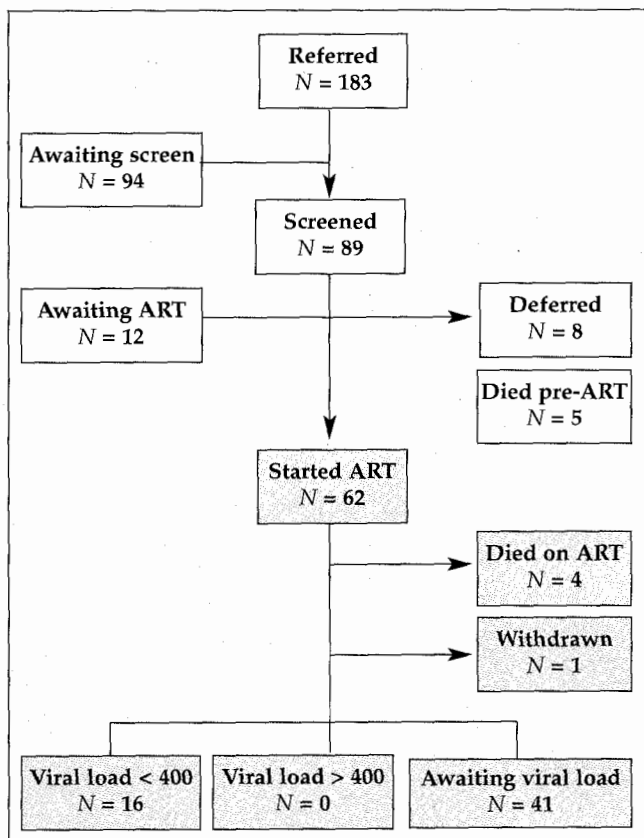 Referred
N = 183
Awaiting screen
N = 94
Screened
N = 89
Awaiting ART
N = 12
Deferred
N = 8
Died pre-ART
N = 5
Started ART
N = 62
Died on ART
N = 4
Withdrawn
N = 1
Viral load < 400
N = 16
Viral load > 400
N = 0
Awaiting viral load
N = 41